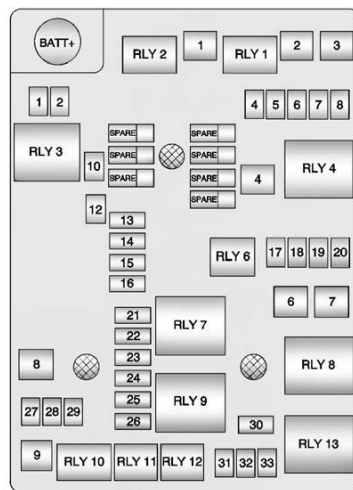 BATT+
RLY 2
1
RLY 1
2
3
1 2
4 5 6 7 8
RLY 3
SPARE
SPARE
SPARE
SPARE
SPARE
SPARE
SPARE
10
4
RLY 4
12
13
14
15
16
RLY 6
17 18 19 20
6
7
21
22
23
24
25
26
RLY 7
RLY 8
8
RLY 9
27 28 29
30
9
RLY 10
RLY 11
RLY 12
31 32 33
RLY 13